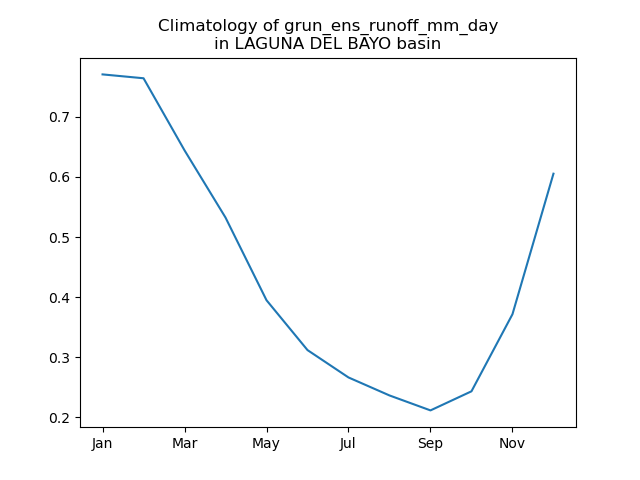 Climatology of grun_ens_runoff_mm_day
in LAGUNA DEL BAYO basin
0.7
0.6
0.5
0.4
0.3
0.2
Jan Mar May Jul Sep Nov